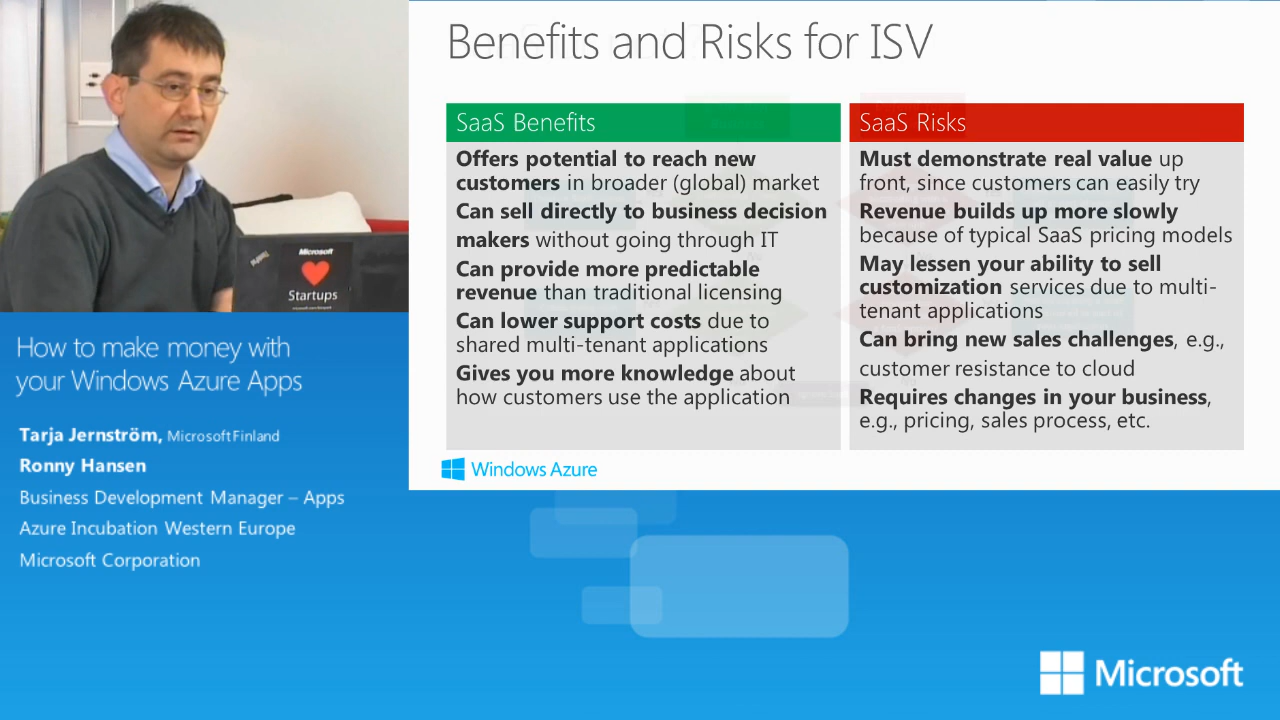 Benefits and Risks for ISV
SaaS Benefits
Offers potential to reach new
customers in broader (global) market
Can sell directly to business decision
makers without going through IT
Can provide more predictable
revenue than traditional licensing
Can lower support costs due to
shared multi-tenant applications
Gives you more knowledge about
how customers use the application
SaaS Risks
Must demonstrate real value up
front, since customers can easily try
Revenue builds up more slowly
because of typical SaaS pricing models
May lessen your ability to sell
customization services due to multi-
tenant applications
Can bring new sales challenges, e.g.,
customer resistance to cloud
Requires changes in your business,
e.g., pricing, sales process, etc.
Windows Azure
Microsoft
Startups
How to make money with
your Windows Azure Apps
Tarja Jernström, Microsoft Finland
Ronny Hansen
Business Development Manager – Apps
Azure Incubation Western Europe
Microsoft Corporation
Microsoft